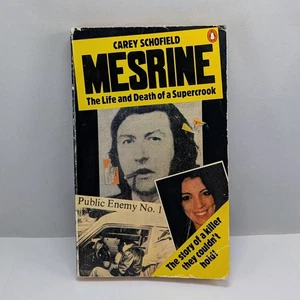 CAREY SCHOFIELD
MESRINE
The Life and Death of a Supercrook
Public Enemy No. 1
The story of a killer
they couldn't
hold!